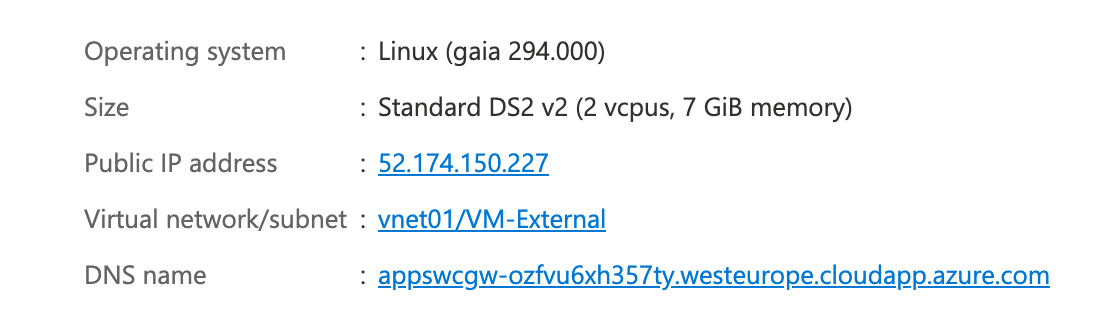 Operating system : Linux (gaia 294.000)
Size : Standard DS2 v2 (2 vcpus, 7 GiB memory)
Public IP address : 52.174.150.227
Virtual network/subnet : vnet01/VM-External
DNS name : appswcgw-ozfvu6xh357ty.westeurope.cloudapp.azure.com